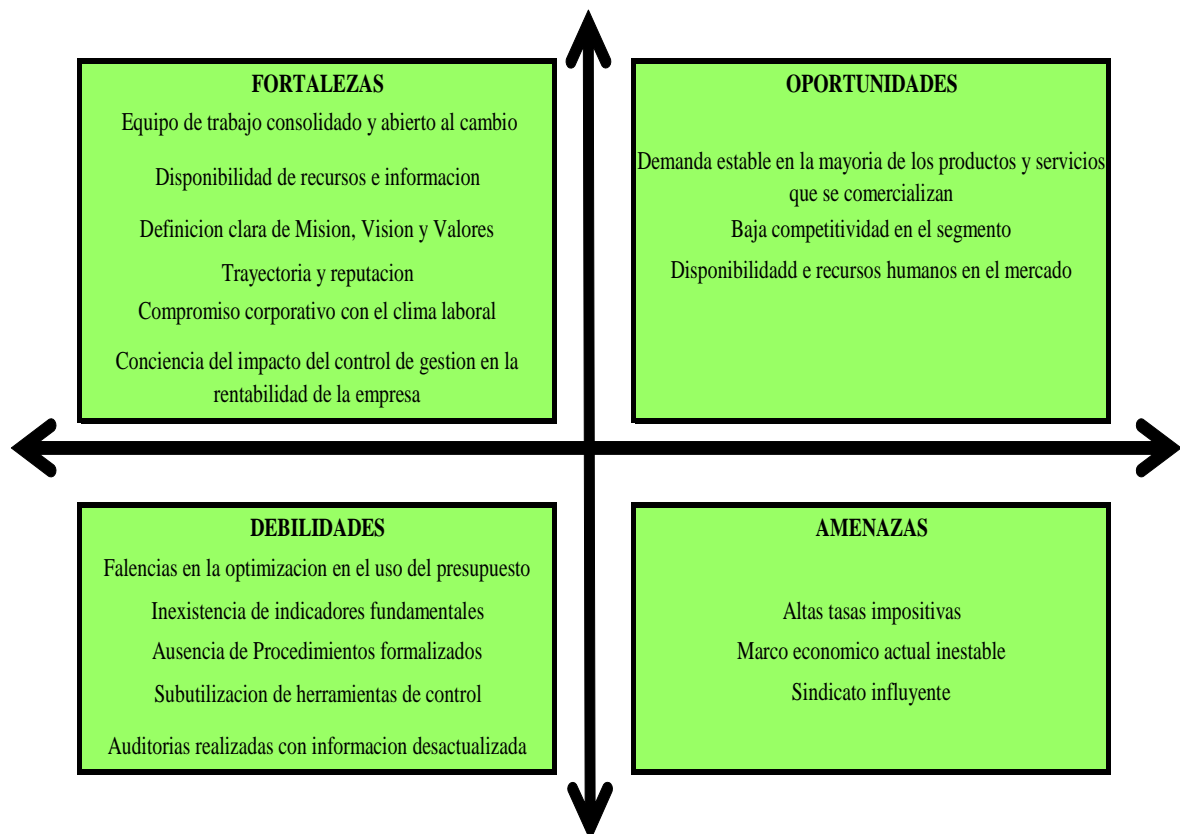 FORTALEZAS
Equipo de trabajo consolidado y abierto al cambio
Disponibilidad de recursos e informacion
Definicion clara de Mision, Vision y Valores
Trayectoria y reputacion
Compromiso corporativo con el clima laboral
Conciencia del impacto del control de gestion en la
rentabilidad de la empresa
OPORTUNIDADES
Demanda estable en la mayoria de los productos y servicios
que se comercializan
Baja competitividad en el segmento
Disponibilidadd e recursos humanos en el mercado
DEBILIDADES
Falencias en la optimizacion en el uso del presupuesto
Inexistencia de indicadores fundamentales
Ausencia de Procedimientos formalizados
Subutilizacion de herramientas de control
Auditorias realizadas con informacion desactualizada
AMENAZAS
Altas tasas impositivas
Marco economico actual inestable
Sindicato influyente